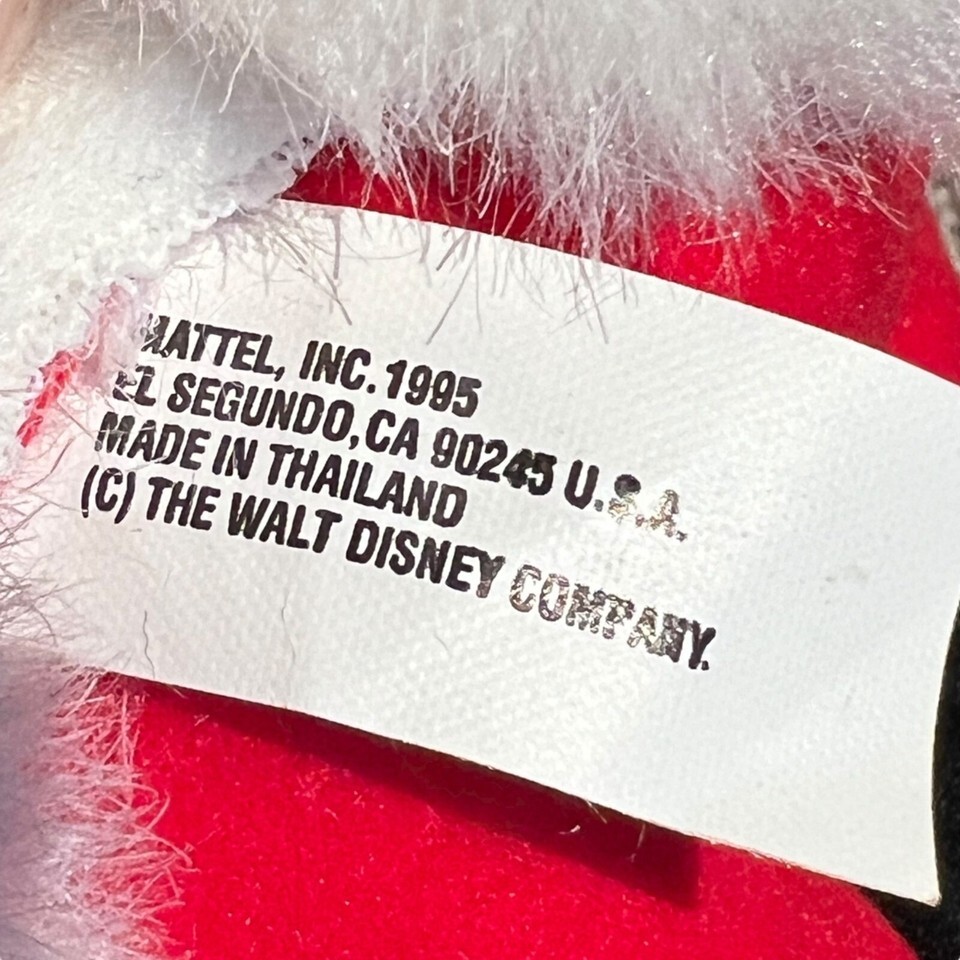 MATTEL, INC. 1995
EL SEGUNDO, CA 90245 U.S.A.
MADE IN THAILAND
(C) THE WALT DISNEY COMPANY.